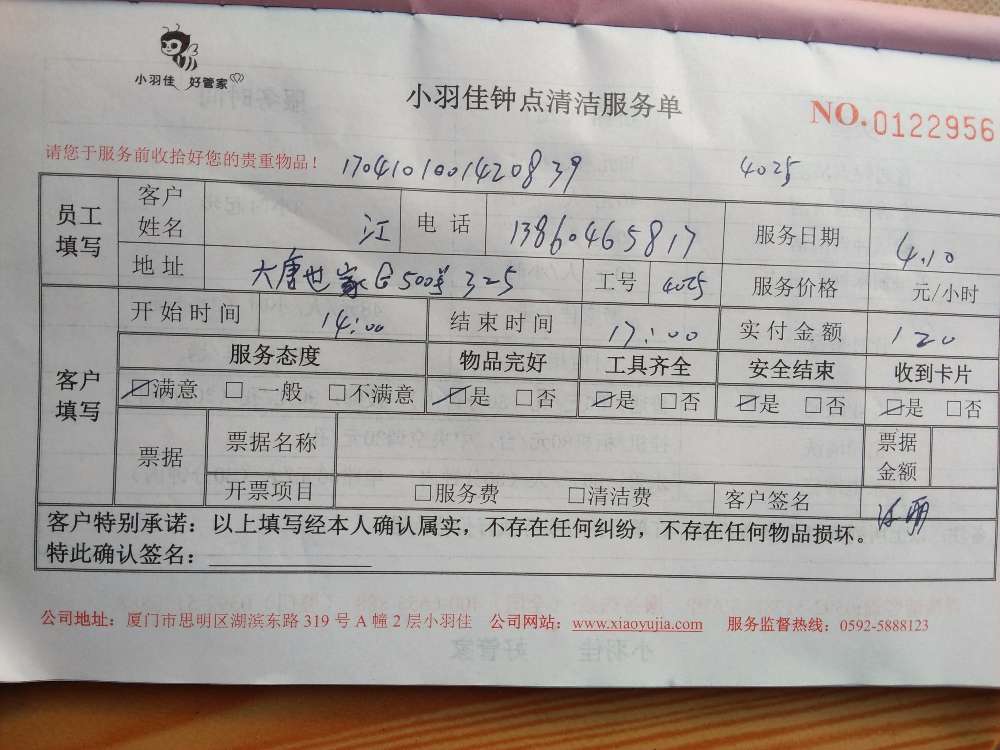 小羽佳 好管家
小羽佳钟点清洁服务单
NO.0122956
请您于服务前收拾好您的贵重物品！ 1704101001420839 4025
员工填写 客户姓名 江 电话 13860465817 服务日期 4.10
地址 大唐世家 325 工号 4025 服务价格 元/小时
客户填写 开始时间 14:00 结束时间 17:00 实付金额 120
服务态度 物品完好 工具齐全 安全结束 收到卡片
☑满意 □一般 □不满意 ☑是 □否 ☑是 □否 ☑是 □否 ☑是 □否
票据 票据名称 票据金额
开票项目 □服务费 □清洁费 客户签名
客户特别承诺：以上填写经本人确认属实，不存在任何纠纷，不存在任何物品损坏。
特此确认签名：
公司地址：厦门市思明区湖滨东路319号A幢2层小羽佳 公司网站：www.xiaoyujia.com 服务监督热线：0592-5888123